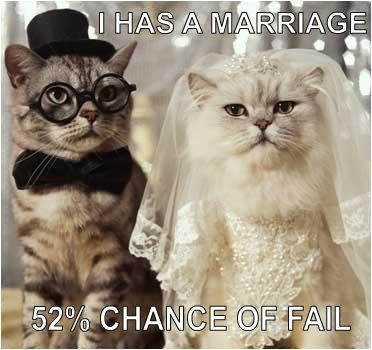 I HAS A MARRIAGE
52% CHANCE OF FAIL